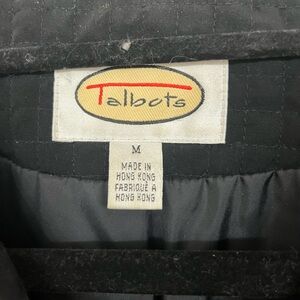 Talbots
M
MADE IN
HONG KONG
FABRIQUÉ A
HONG KONG